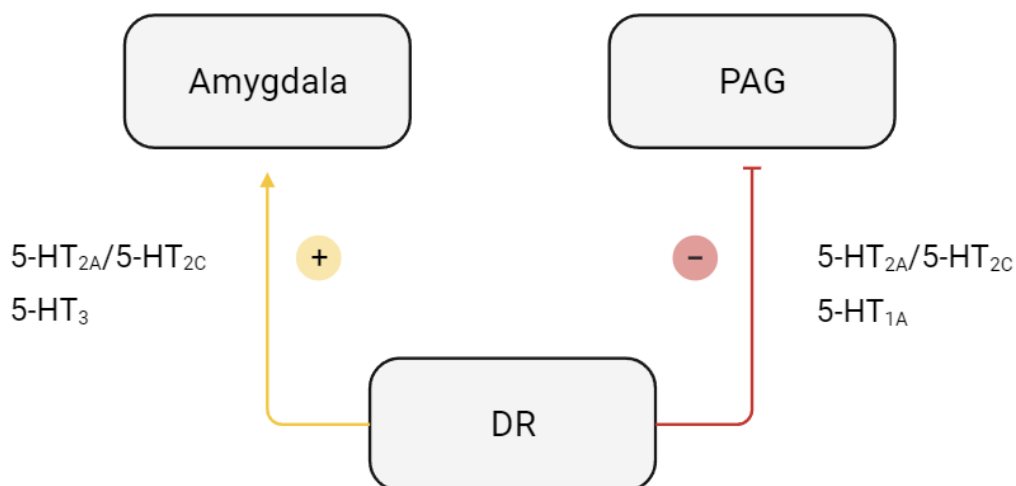 Amygdala
PAG
5-HT2A/5-HT2C
+
−
5-HT2A/5-HT2C
5-HT3
5-HT1A
DR